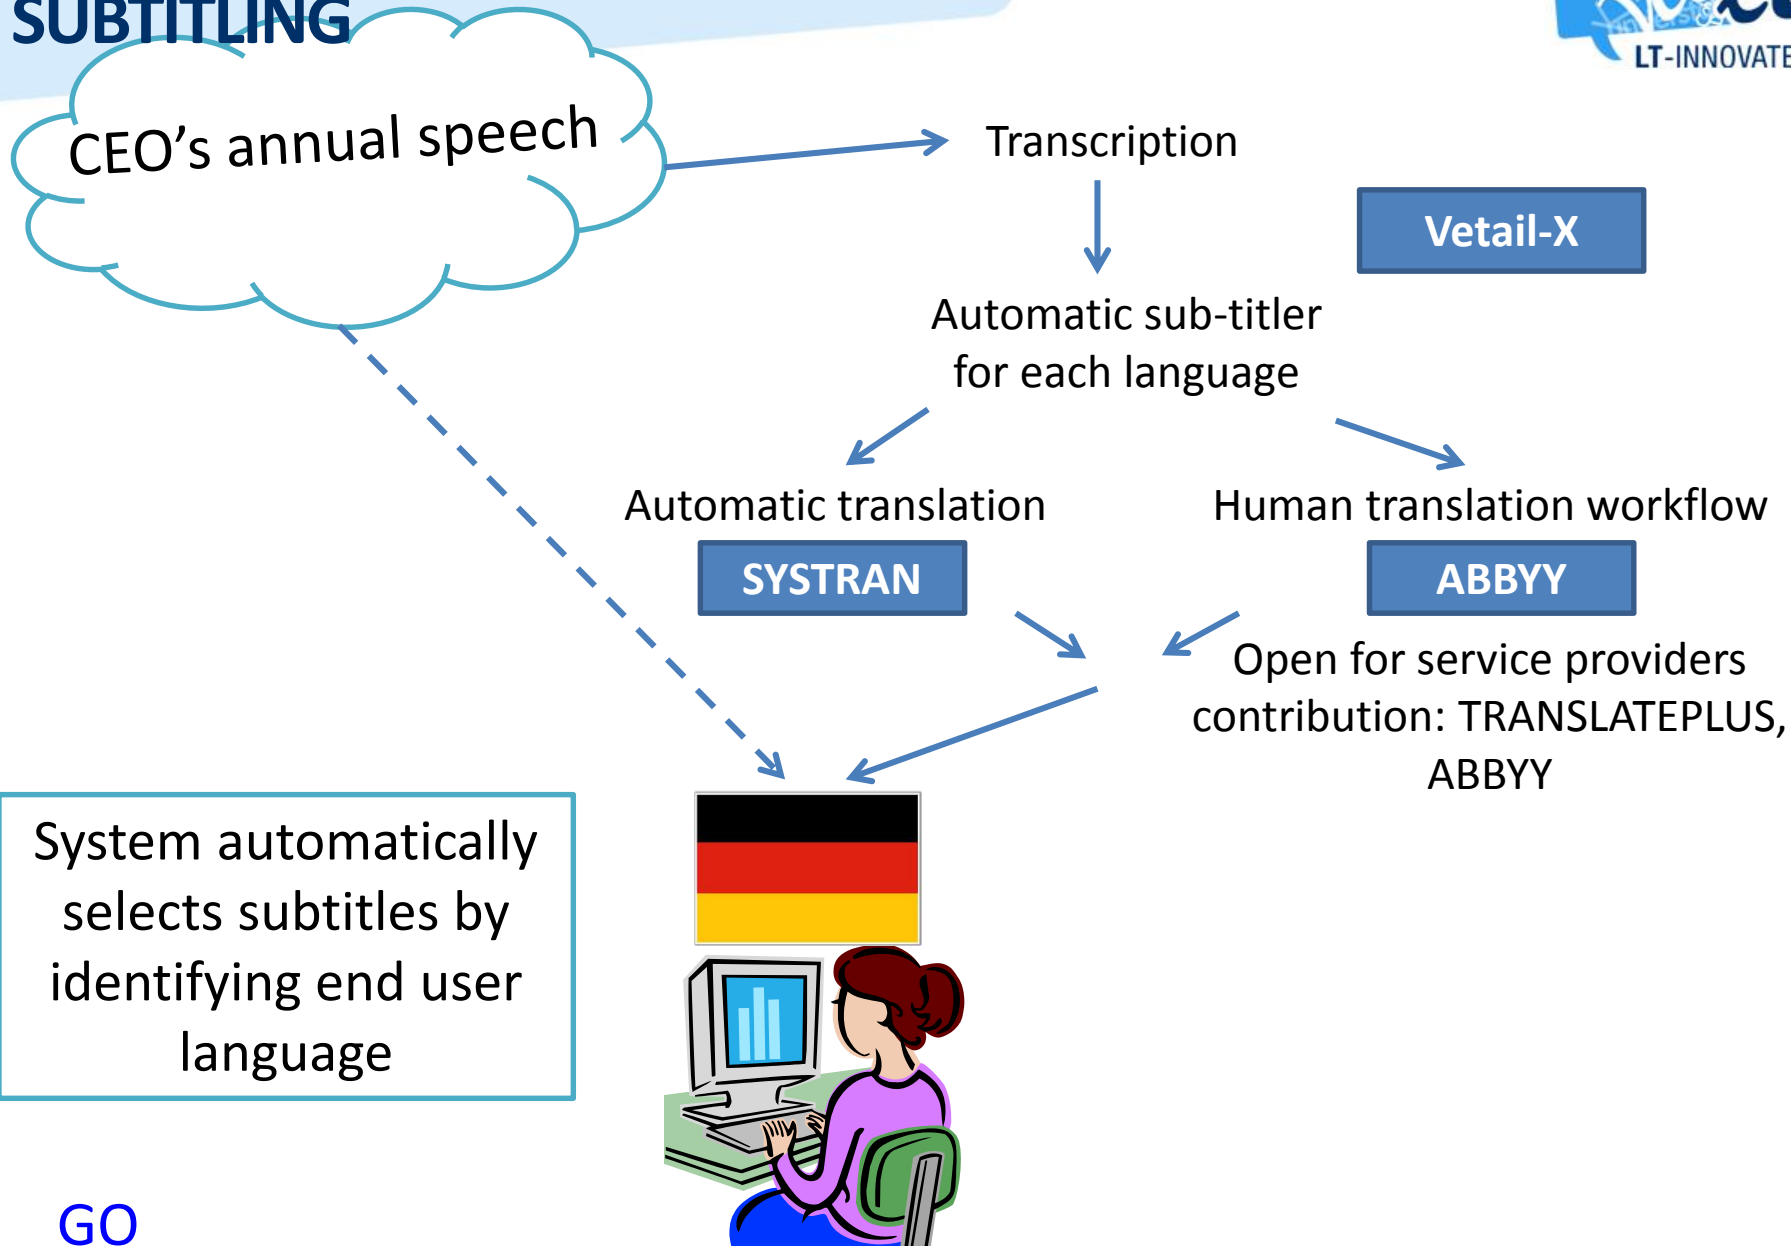 SUBTITLING
LT-INNOVATE
CEO's annual speech
Transcription
Vetail-X
Automatic sub-titler
for each language
Automatic translation
Human translation workflow
SYSTRAN
ABBYY
Open for service providers
contribution: TRANSLATEPLUS,
ABBYY
System automatically
selects subtitles by
identifying end user
language
GO